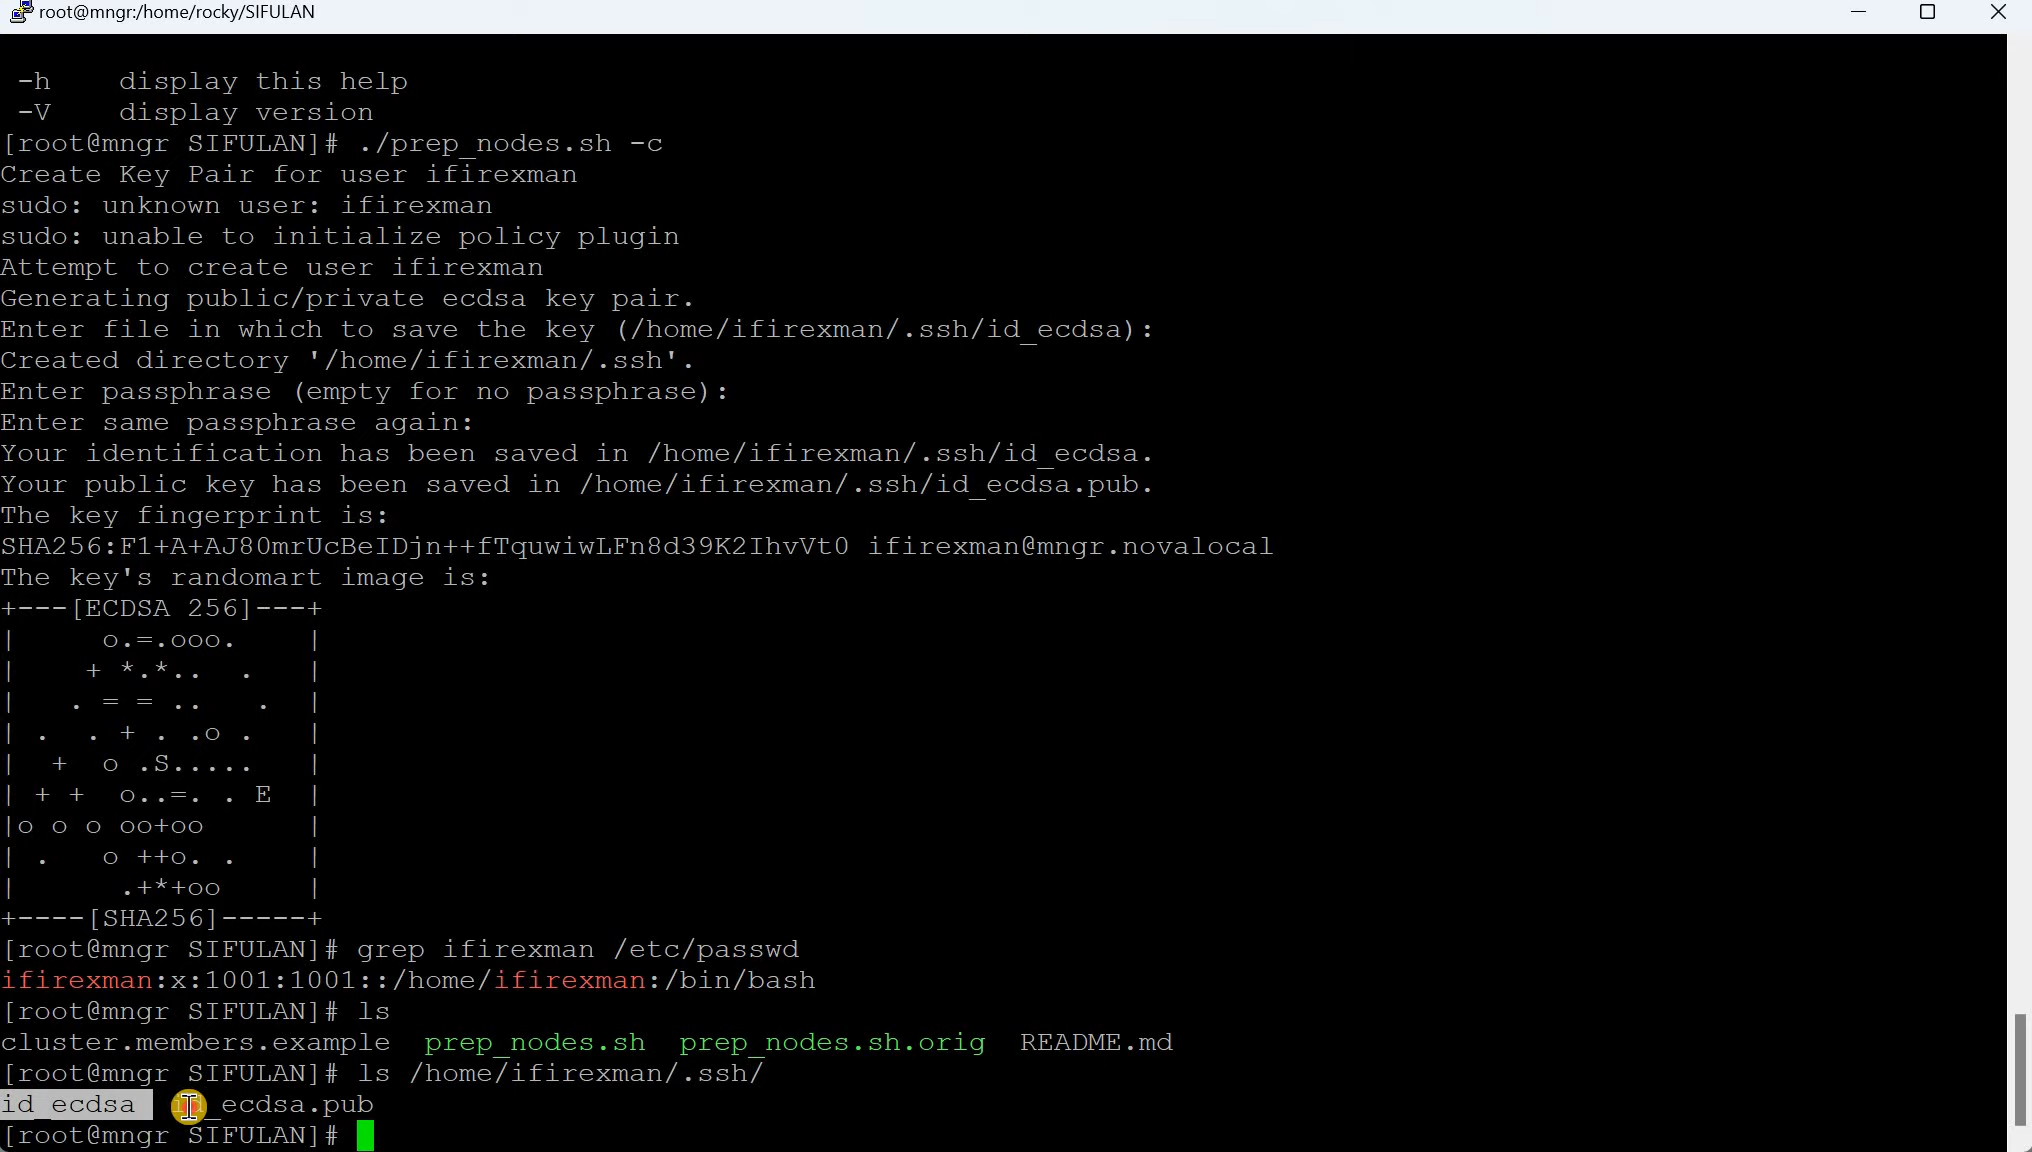 root@mngr:/home/rocky/SIFULAN
-h    display this help
-V    display version
[root@mngr SIFULAN]# ./prep_nodes.sh -c
Create Key Pair for user ifirexman
sudo: unknown user: ifirexman
sudo: unable to initialize policy plugin
Attempt to create user ifirexman
Generating public/private ecdsa key pair.
Enter file in which to save the key (/home/ifirexman/.ssh/id_ecdsa):
Created directory '/home/ifirexman/.ssh'.
Enter passphrase (empty for no passphrase):
Enter same passphrase again:
Your identification has been saved in /home/ifirexman/.ssh/id_ecdsa.
Your public key has been saved in /home/ifirexman/.ssh/id_ecdsa.pub.
The key fingerprint is:
SHA256:F1+A+AJ80mrUcBeIDjn++fTquwiwLFn8d39K2IhvVt0 ifirexman@mngr.novalocal
The key's randomart image is:
+---[ECDSA 256]---+
|     o.=.ooo.    |
|    + *.*..  .   |
|   . = = ..   .  |
| .  . + . .o .   |
|  +  o .S.....   |
| + +  o..=. . E  |
|o o o oo+oo      |
| .   o ++o. .    |
|      .+*+oo     |
+----[SHA256]-----+
[root@mngr SIFULAN]# grep ifirexman /etc/passwd
ifirexman:x:1001:1001::/home/ifirexman:/bin/bash
[root@mngr SIFULAN]# ls
cluster.members.example  prep_nodes.sh  prep_nodes.sh.orig  README.md
[root@mngr SIFULAN]# ls /home/ifirexman/.ssh/
id_ecdsa  id_ecdsa.pub
[root@mngr SIFULAN]#